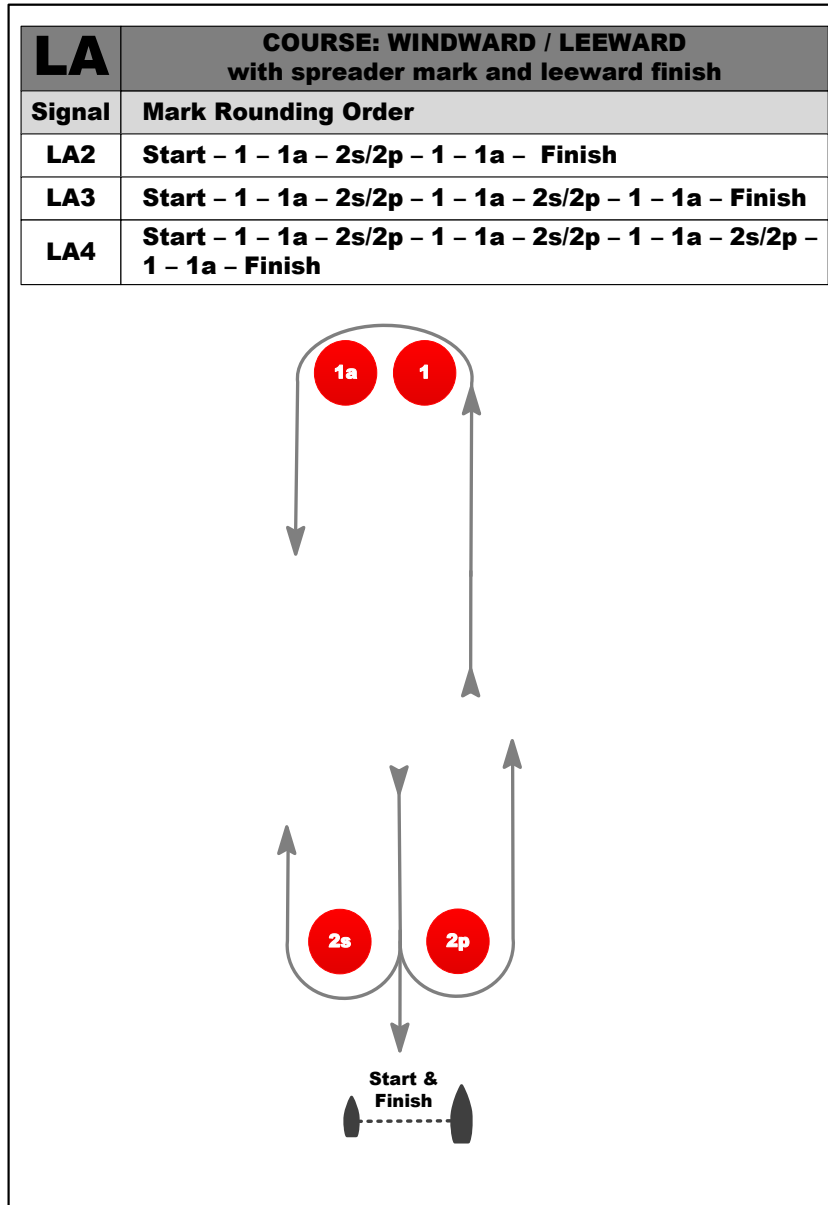 LA
COURSE: WINDWARD / LEEWARD
with spreader mark and leeward finish
Signal Mark Rounding Order
LA2 Start – 1 – 1a – 2s/2p – 1 – 1a – Finish
LA3 Start – 1 – 1a – 2s/2p – 1 – 1a – 2s/2p – 1 – 1a – Finish
LA4 Start – 1 – 1a – 2s/2p – 1 – 1a – 2s/2p – 1 – 1a – 2s/2p –
1 – 1a – Finish
1a 1
2s 2p
Start &
Finish